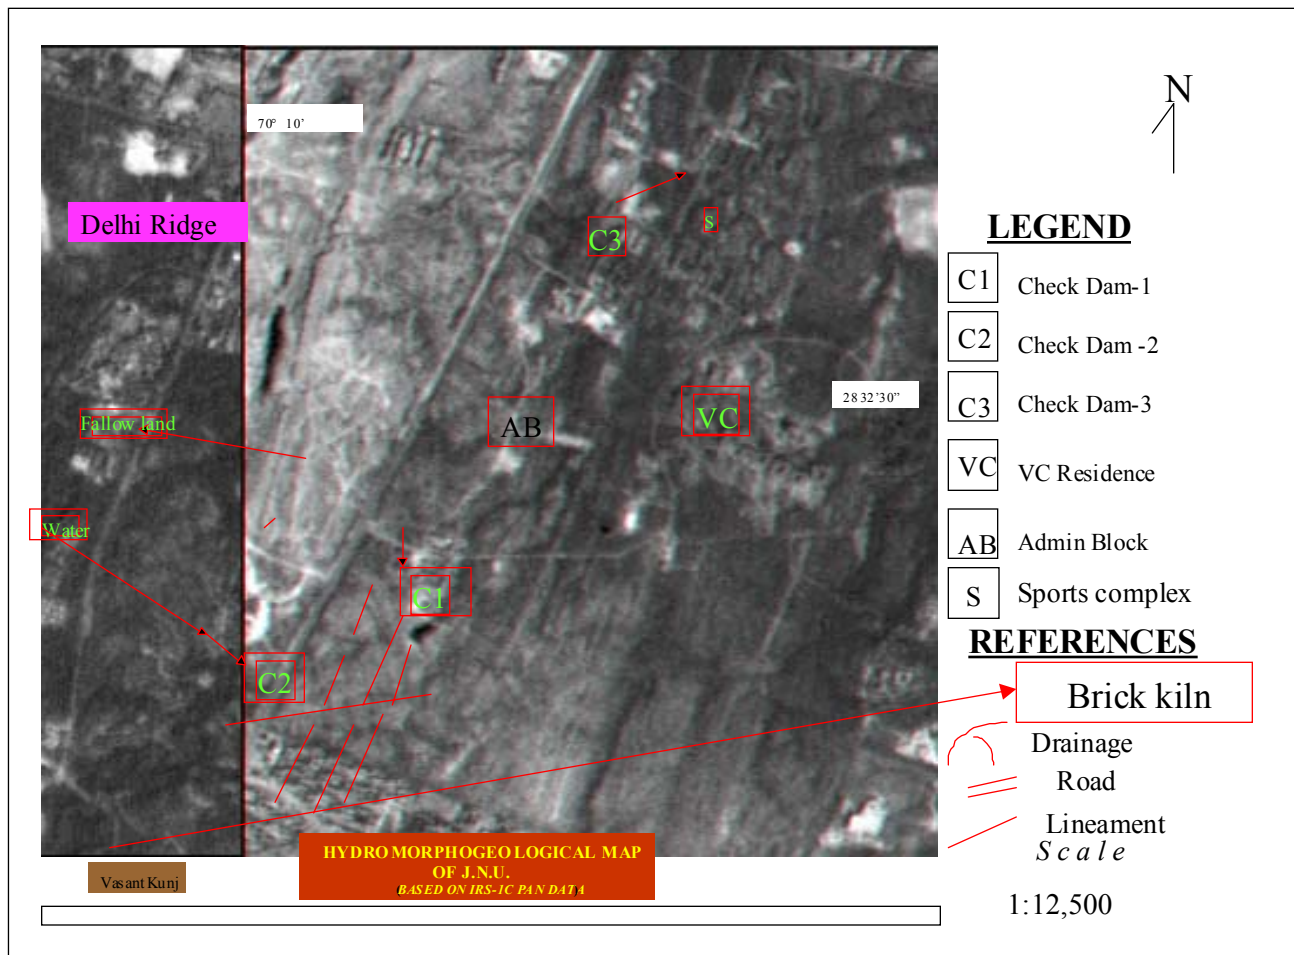 N
70° 10’
Delhi Ridge
C3
S
Fallow land
AB
VC
28 32’30”
Water
C1
C2
LEGEND
C1 Check Dam-1
C2 Check Dam -2
C3 Check Dam-3
VC VC Residence
AB Admin Block
S Sports complex
REFERENCES
Brick kiln
Drainage
Road
Lineament
Scale
1:12,500
Vasant Kunj
HYDRO MORPHOGEOLOGICAL MAP
OF J.N.U.
(BASED ON IRS-1C PAN DATA